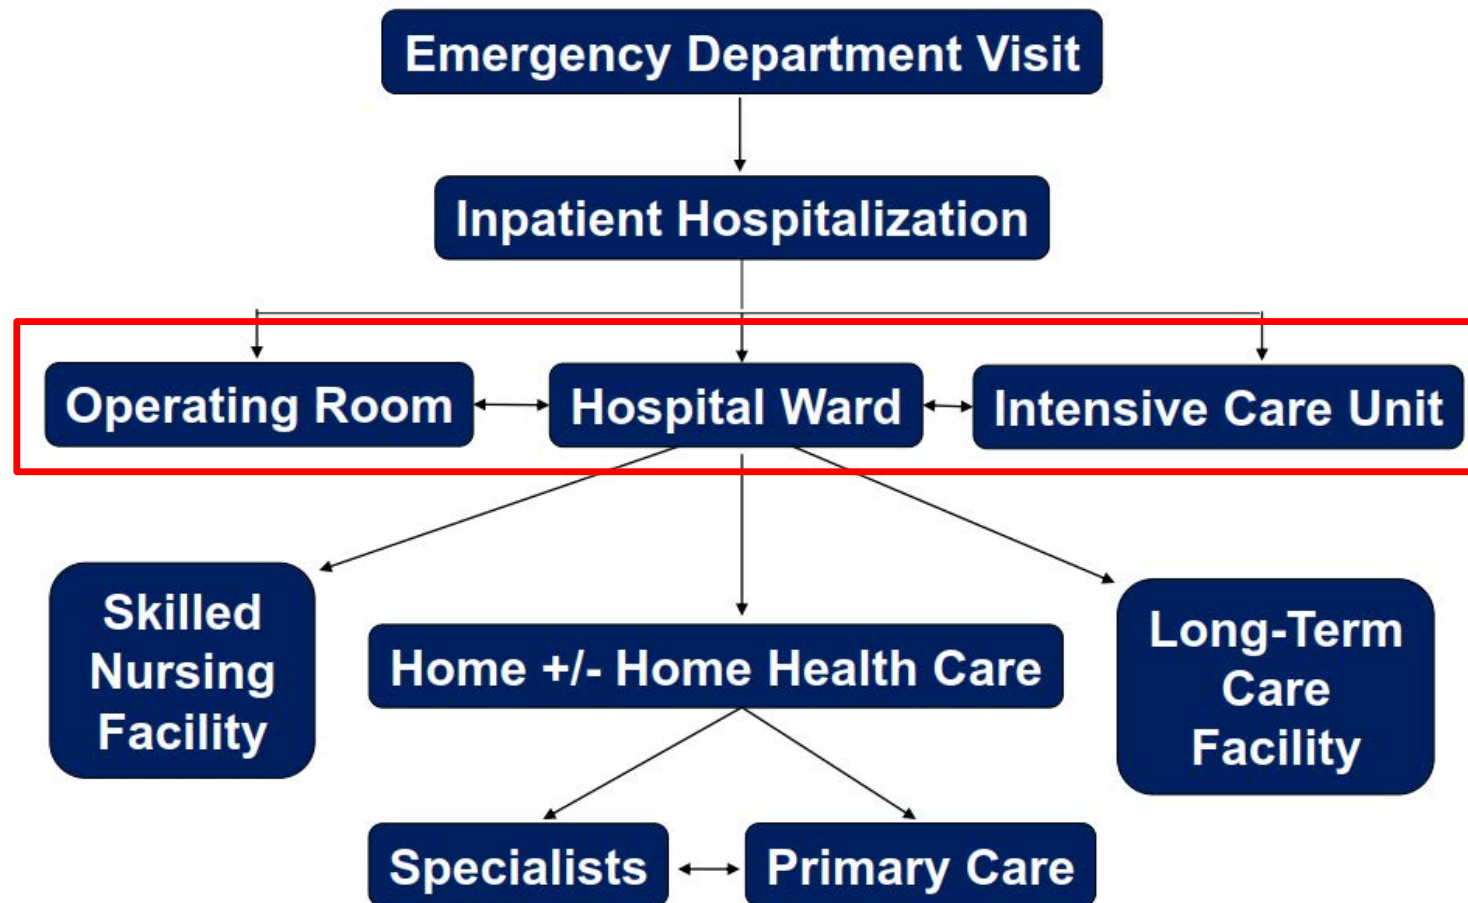 Emergency Department Visit
Inpatient Hospitalization
Operating Room
Hospital Ward
Intensive Care Unit
Skilled
Nursing
Facility
Home +/- Home Health Care
Long-Term
Care
Facility
Specialists
Primary Care